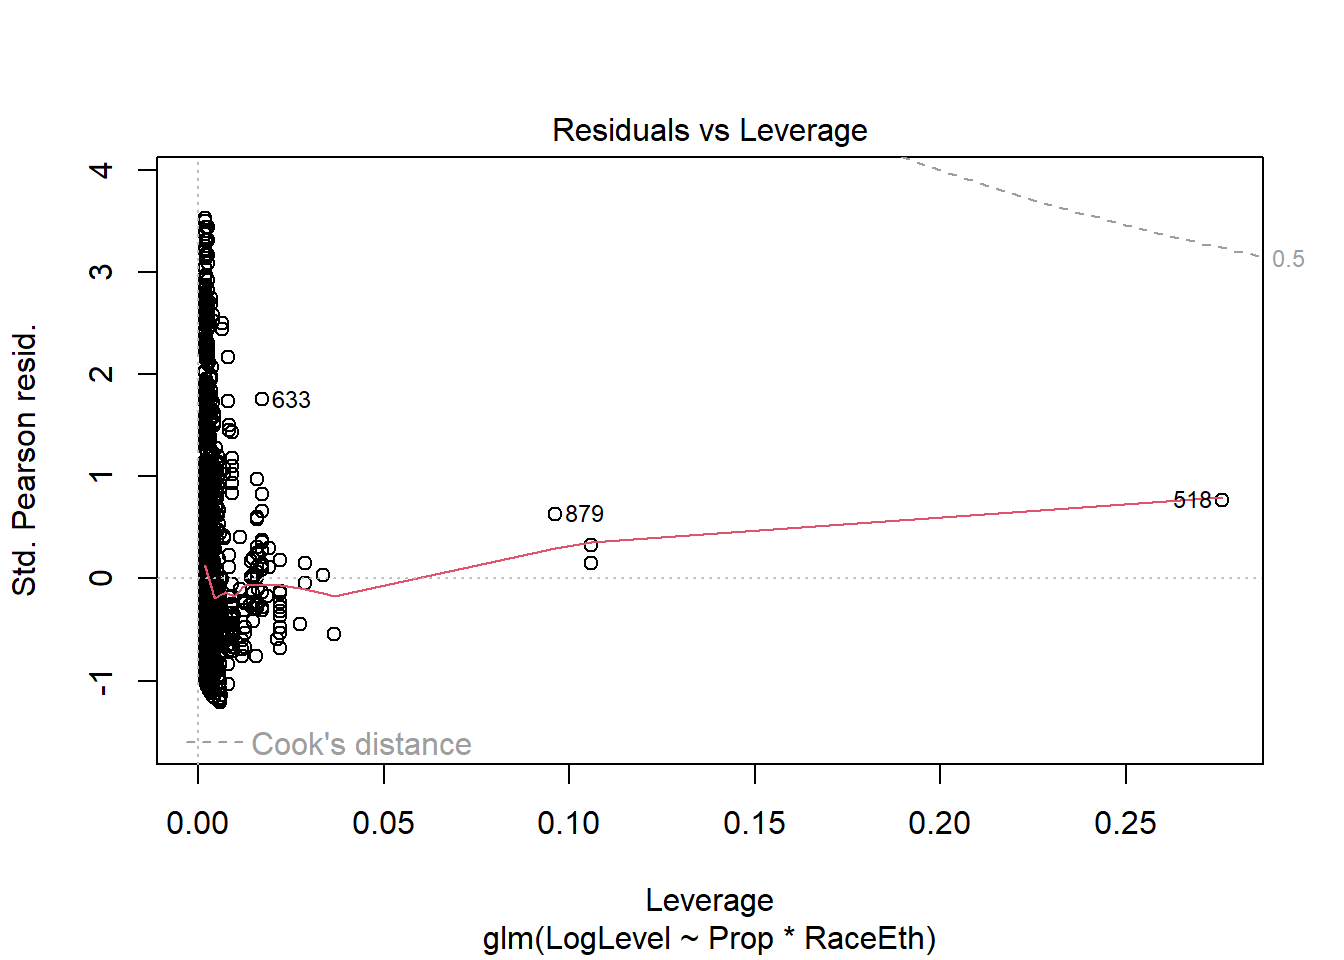 Residuals vs Leverage
Std. Pearson resid.
4
3
2
1
0
-1
0.5
633
879
518
Cook's distance
0.00 0.05 0.10 0.15 0.20 0.25
Leverage
glm(LogLevel ~ Prop * RaceEth)